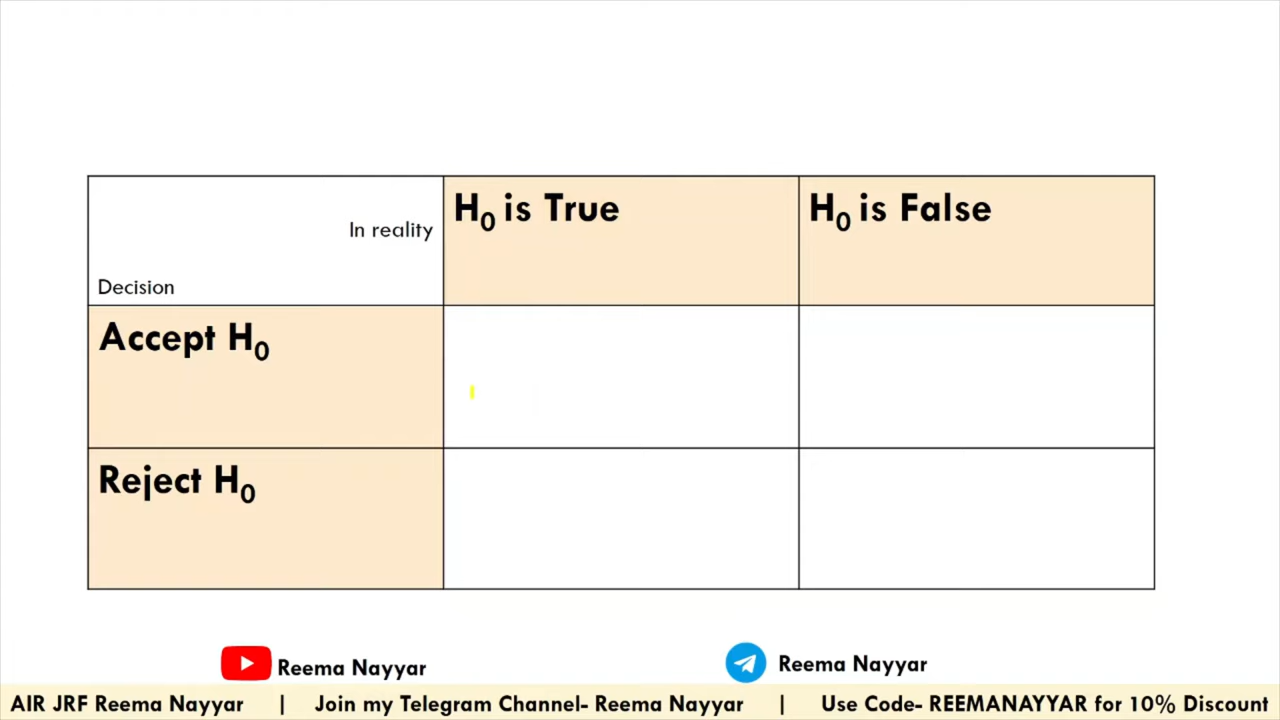 In reality
Decision
H₀ is True
H₀ is False
Accept H₀
Reject H₀
Reema Nayyar
Reema Nayyar
AIR JRF Reema Nayyar | Join my Telegram Channel- Reema Nayyar | Use Code- REEMANAYYAR for 10% Discount